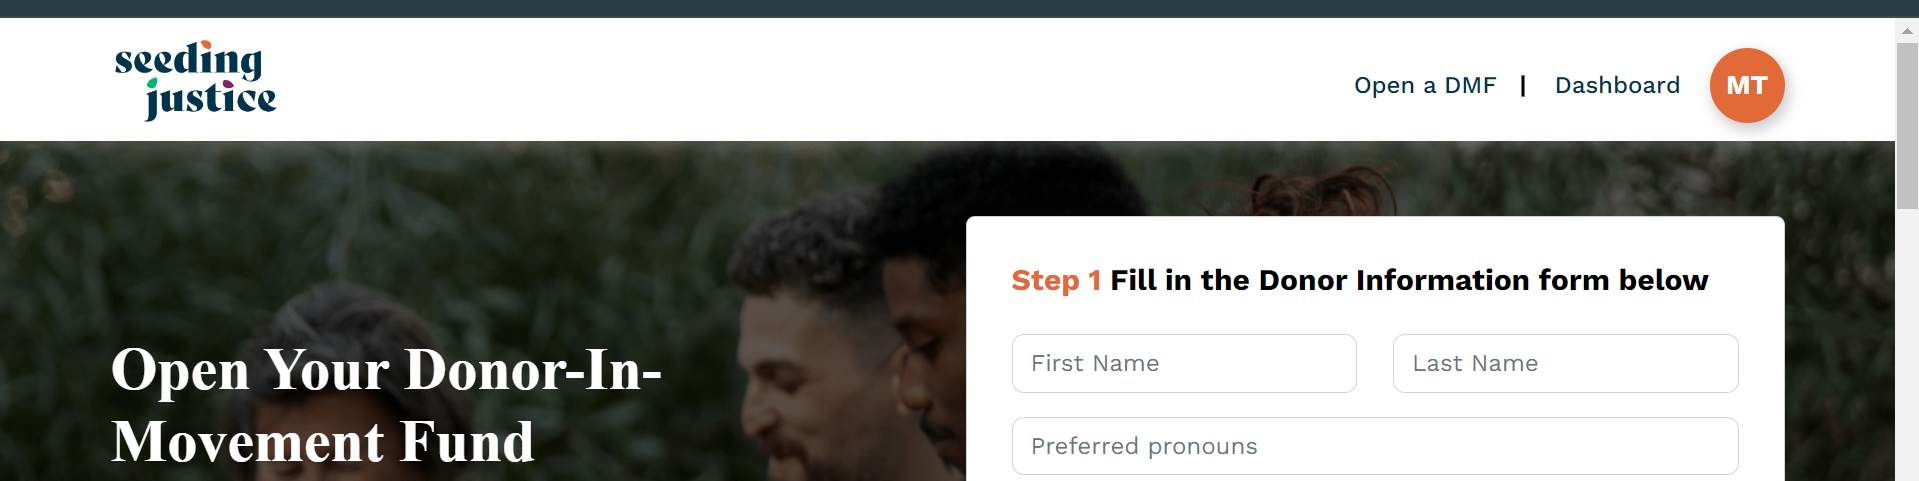 seeding
justice
Open a DMF | Dashboard MT
Open Your Donor-In-
Movement Fund
Step 1 Fill in the Donor Information form below
First Name Last Name
Preferred pronouns